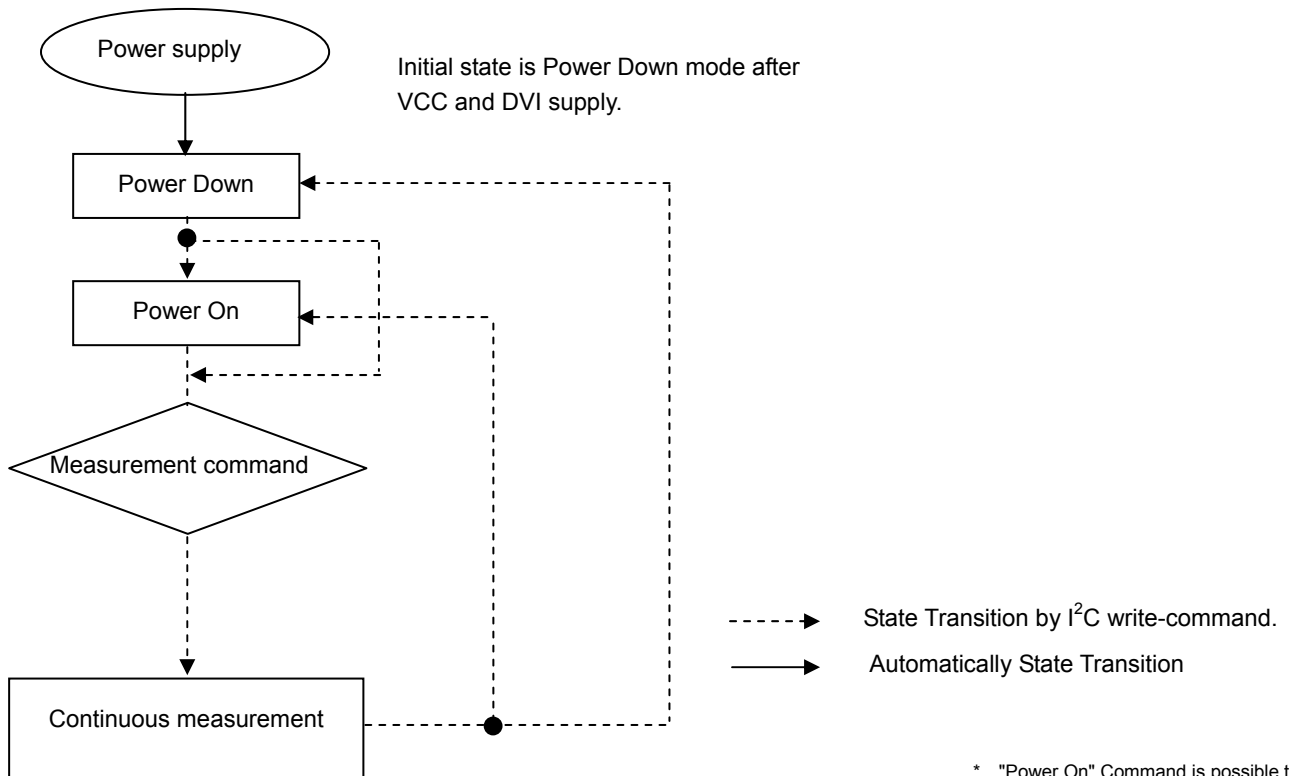 Power supply
Initial state is Power Down mode after
VCC and DVI supply.
Power Down
Power On
Measurement command
State Transition by I²C write-command.
Automatically State Transition
Continuous measurement
* "Power On" Command is possible t